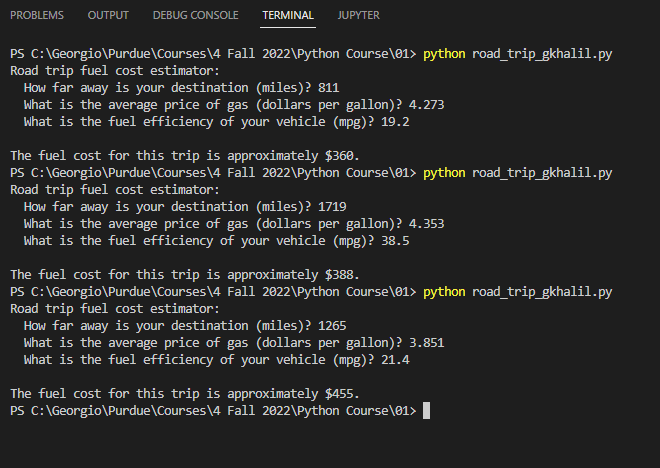 PROBLEMS OUTPUT DEBUG CONSOLE TERMINAL JUPYTER
PS C:\Georgio\Purdue\Courses\4 Fall 2022\Python Course\01> python road_trip_gkhalil.py
Road trip fuel cost estimator:
  How far away is your destination (miles)? 811
  What is the average price of gas (dollars per gallon)? 4.273
  What is the fuel efficiency of your vehicle (mpg)? 19.2

The fuel cost for this trip is approximately $360.
PS C:\Georgio\Purdue\Courses\4 Fall 2022\Python Course\01> python road_trip_gkhalil.py
Road trip fuel cost estimator:
  How far away is your destination (miles)? 1719
  What is the average price of gas (dollars per gallon)? 4.353
  What is the fuel efficiency of your vehicle (mpg)? 38.5

The fuel cost for this trip is approximately $388.
PS C:\Georgio\Purdue\Courses\4 Fall 2022\Python Course\01> python road_trip_gkhalil.py
Road trip fuel cost estimator:
  How far away is your destination (miles)? 1265
  What is the average price of gas (dollars per gallon)? 3.851
  What is the fuel efficiency of your vehicle (mpg)? 21.4

The fuel cost for this trip is approximately $455.
PS C:\Georgio\Purdue\Courses\4 Fall 2022\Python Course\01>